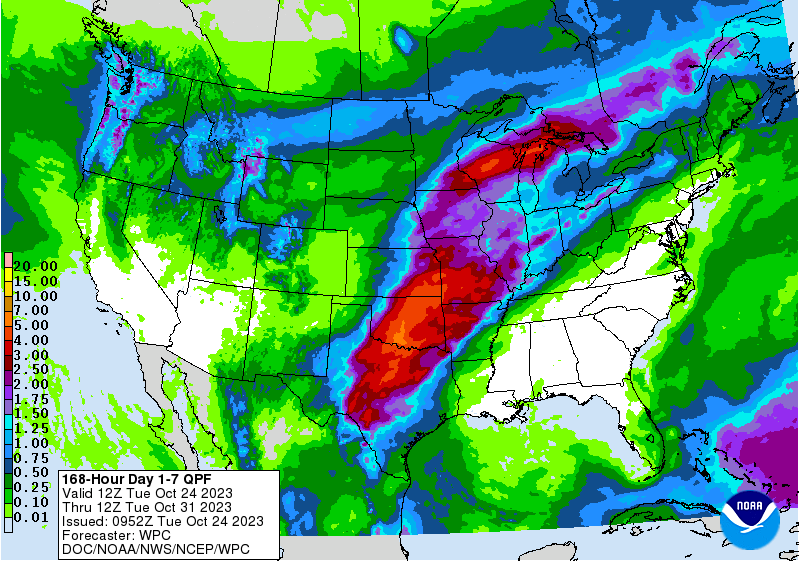 20.00
15.00
10.00
7.00
5.00
4.00
3.00
2.50
2.00
1.75
1.50
1.25
1.00
0.75
0.50
0.25
0.10
0.01
168-Hour Day 1-7 QPF
Valid 12Z Tue Oct 24 2023
Thru 12Z Tue Oct 31 2023
Issued: 0952Z Tue Oct 24 2023
Forecaster: WPC
DOC/NOAA/NWS/NCEP/WPC
NOAA